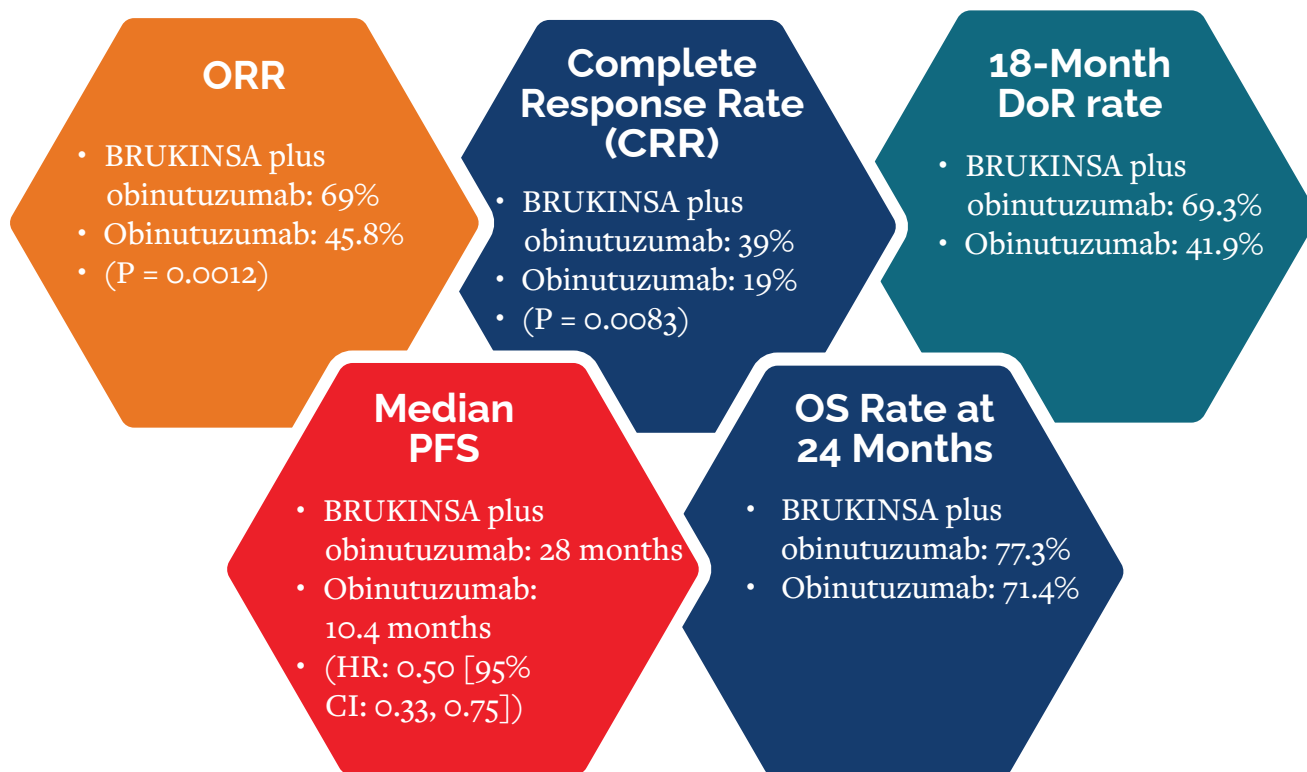 ORR
• BRUKINSA plus
obinutuzumab: 69%
• Obinutuzumab: 45.8%
• (P = 0.0012)
Complete
Response Rate
(CRR)
• BRUKINSA plus
obinutuzumab: 39%
• Obinutuzumab: 19%
• (P = 0.0083)
18-Month
DoR rate
• BRUKINSA plus
obinutuzumab: 69.3%
• Obinutuzumab: 41.9%
Median
PFS
• BRUKINSA plus
obinutuzumab: 28 months
• Obinutuzumab:
10.4 months
• (HR: 0.50 [95%
CI: 0.33, 0.75])
OS Rate at
24 Months
• BRUKINSA plus
obinutuzumab: 77.3%
• Obinutuzumab: 71.4%